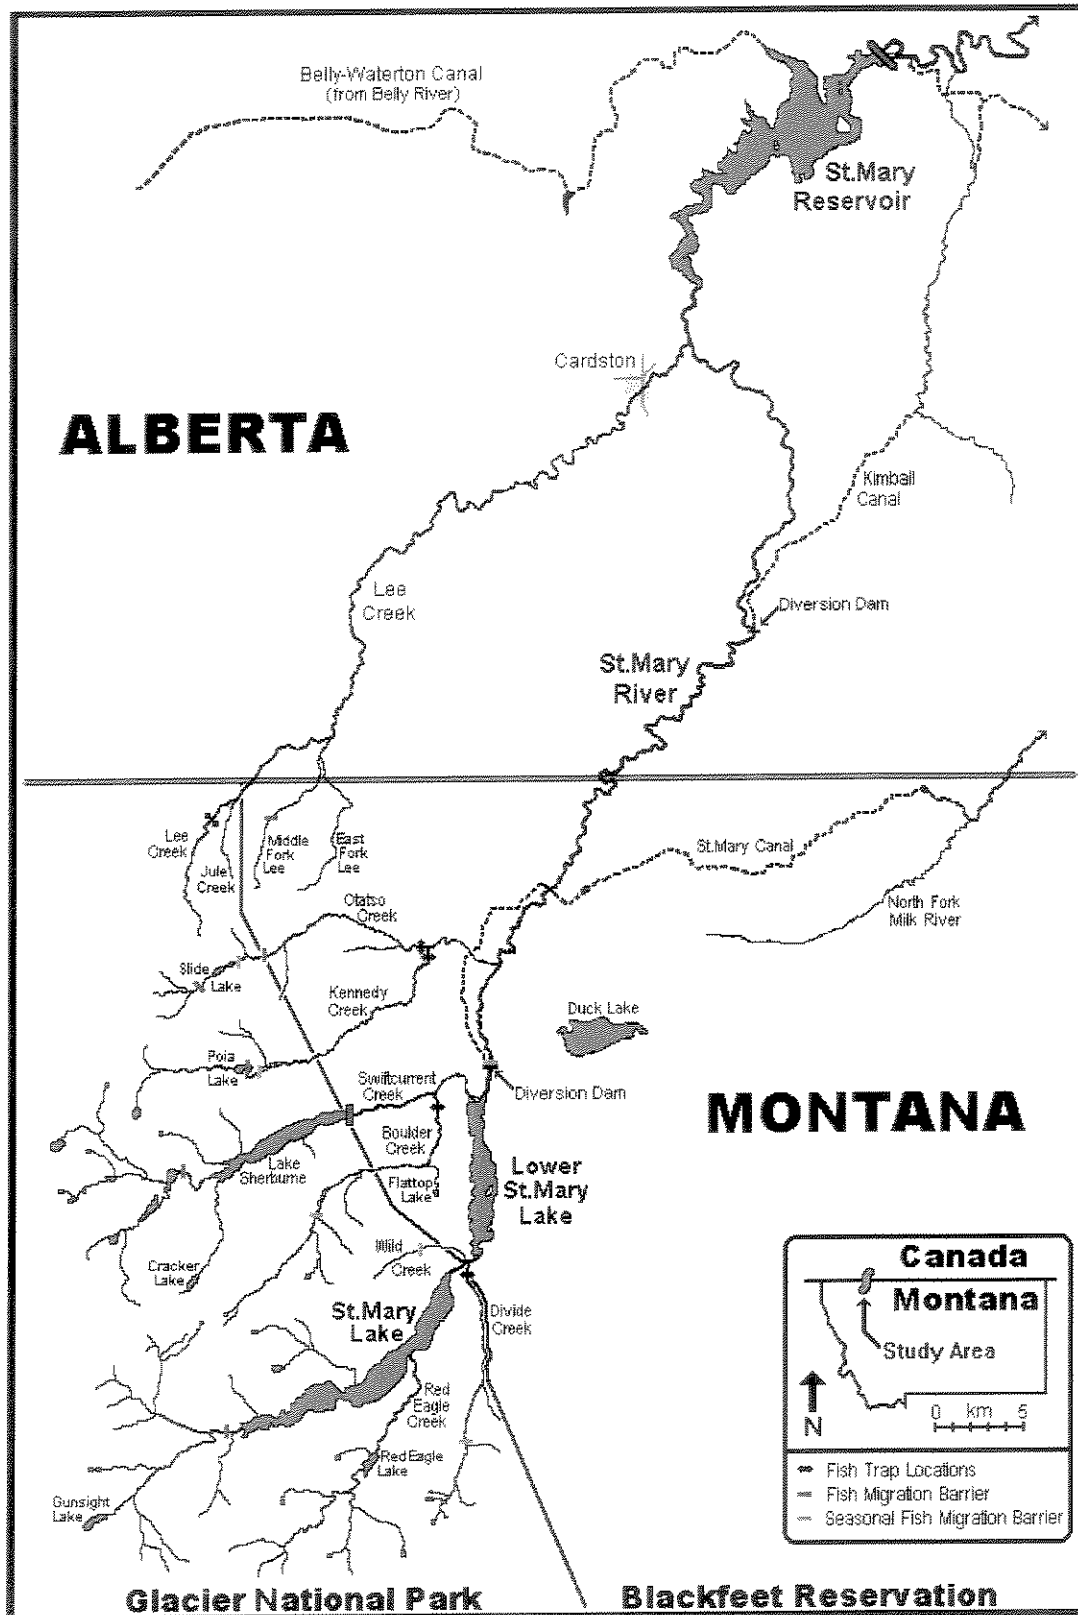 Belly-Waterton Canal
(from Belly River)
St.Mary
Reservoir
Cardston
ALBERTA
Kimball
Canal
Lee
Creek
Diversion Dam
St.Mary
River
Lee
Creek
Jule
Creek
Middle
Fork
Lee
East
Fork
Lee
St.Mary Canal
North Fork
Milk River
Otatso
Creek
Slide
Lake
Kennedy
Creek
Duck Lake
Poia
Lake
Swiftcurrent
Creek
Diversion Dam
MONTANA
Boulder
Creek
Lake
Sherburne
Flattop
Lake
Lower
St.Mary
Lake
Cracker
Lake
Wild
Creek
St.Mary
Lake
Divide
Creek
Red
Eagle
Creek
Red Eagle
Lake
Gunsight
Lake
Canada
Montana
Study Area
N
0 km 5
Fish Trap Locations
Fish Migration Barrier
Seasonal Fish Migration Barrier
Glacier National Park
Blackfeet Reservation